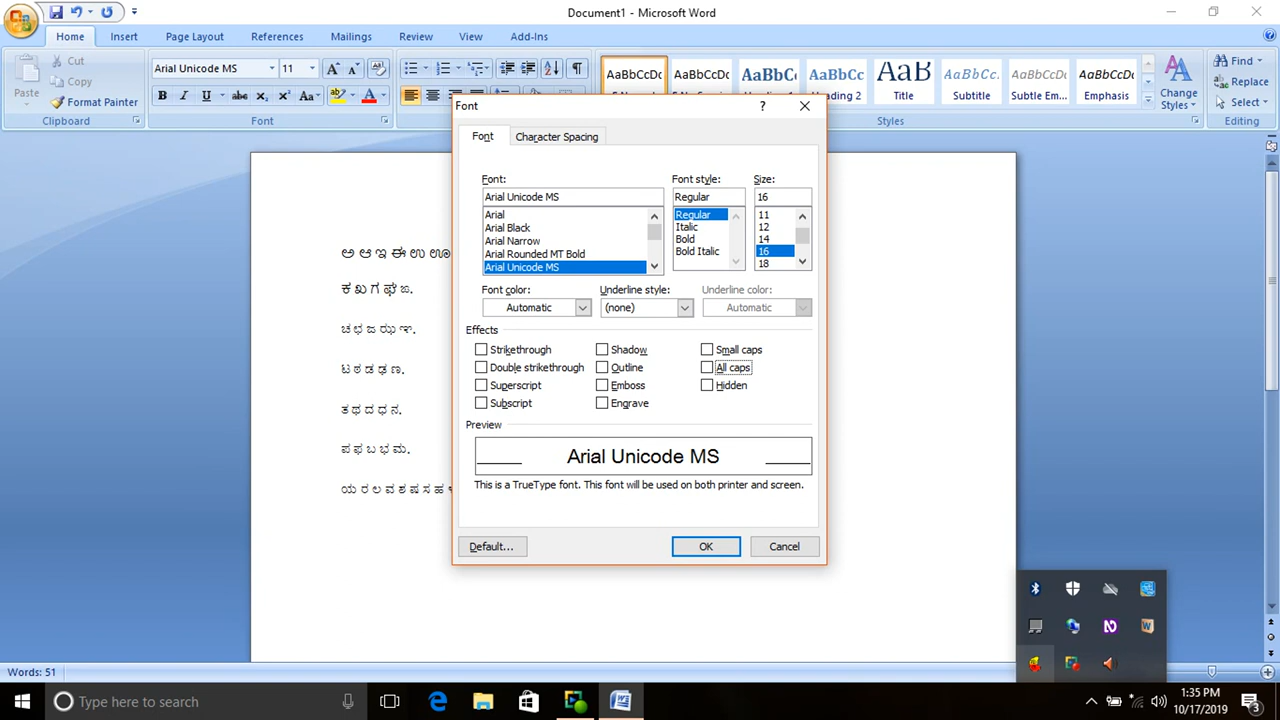 Document1 - Microsoft Word
Home Insert Page Layout References Mailings Review View Add-Ins
Paste
Cut
Copy
Format Painter
Clipboard
Arial Unicode MS 11
Font
AaBbCcDc AaBbCcDc AaBbCc AaBbCc AaB AaBbCcL AaBbCcDc AaBbCcDc
Heading 2 Title Subtitle Subtle Em... Emphasis
Change Styles
Styles
Find
Replace
Select
Editing
Font
Font Character Spacing
Font: Font style: Size:
Arial Unicode MS Regular 16
Arial Regular 11
Arial Black Italic 12
Arial Narrow Bold 14
Arial Rounded MT Bold Bold Italic 16
Arial Unicode MS 18
Font color: Underline style: Underline color:
Automatic (none) Automatic
Effects
Strikethrough Shadow Small caps
Double strikethrough Outline All caps
Superscript Emboss Hidden
Subscript Engrave
Preview
Arial Unicode MS
This is a TrueType font. This font will be used on both printer and screen.
Default... OK Cancel
ಅ ಆ ಇ ಈ ಉ ಊ
ಕ ಖ ಗ ಘ ಙ.
ಚ ಛ ಜ ಝ ಞ.
ಟ ಠ ಡ ಢ ಣ.
ತ ಥ ದ ಧ ನ.
ಪ ಫ ಬ ಭ ಮ.
ಯ ರ ಲ ವ ಶ ಷ ಸ ಹ
Words: 51
Type here to search
1:35 PM
10/17/2019